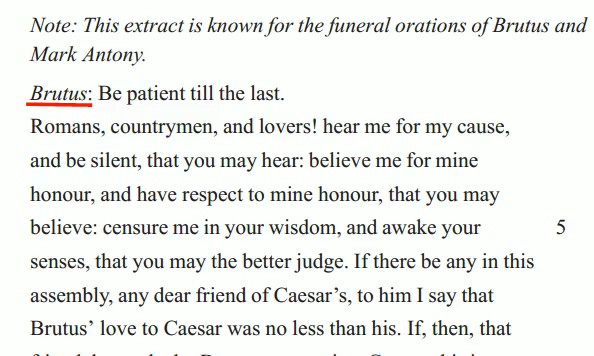 Note: This extract is known for the funeral orations of Brutus and
Mark Antony.
Brutus: Be patient till the last.
Romans, countrymen, and lovers! hear me for my cause,
and be silent, that you may hear: believe me for mine
honour, and have respect to mine honour, that you may
believe: censure me in your wisdom, and awake your 5
senses, that you may the better judge. If there be any in this
assembly, any dear friend of Caesar’s, to him I say that
Brutus’ love to Caesar was no less than his. If, then, that